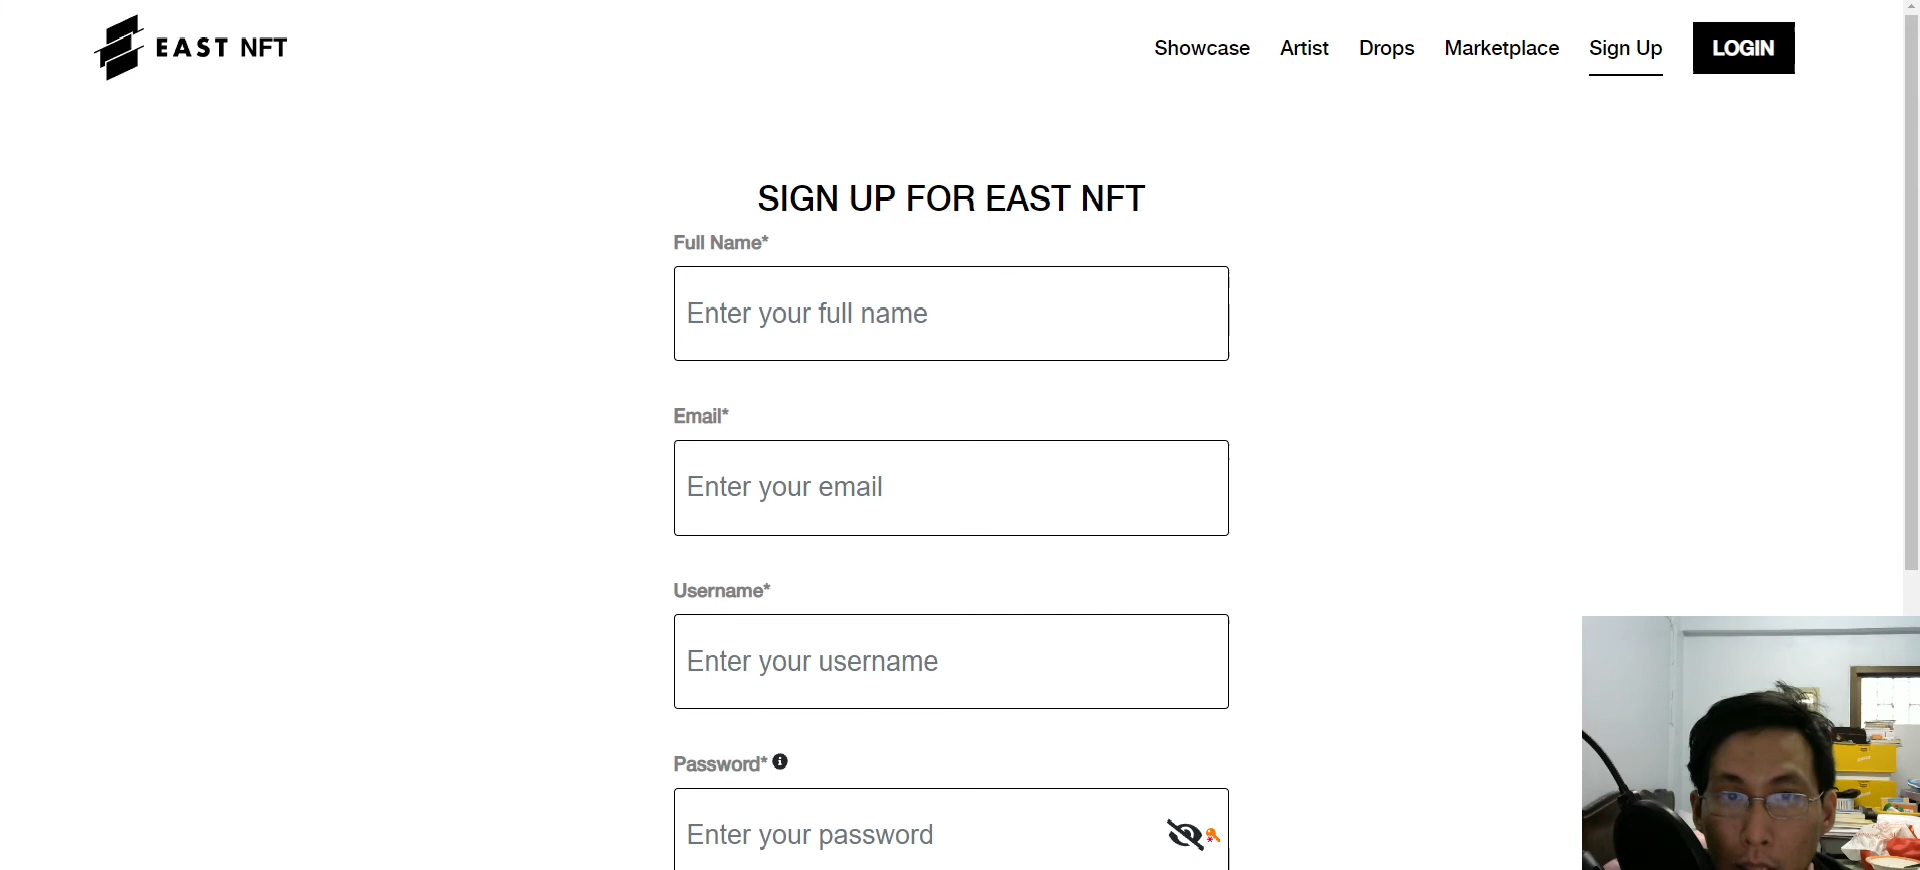 EAST NFT
Showcase Artist Drops Marketplace Sign Up LOGIN
SIGN UP FOR EAST NFT
Full Name*
Enter your full name
Email*
Enter your email
Username*
Enter your username
Password*
Enter your password